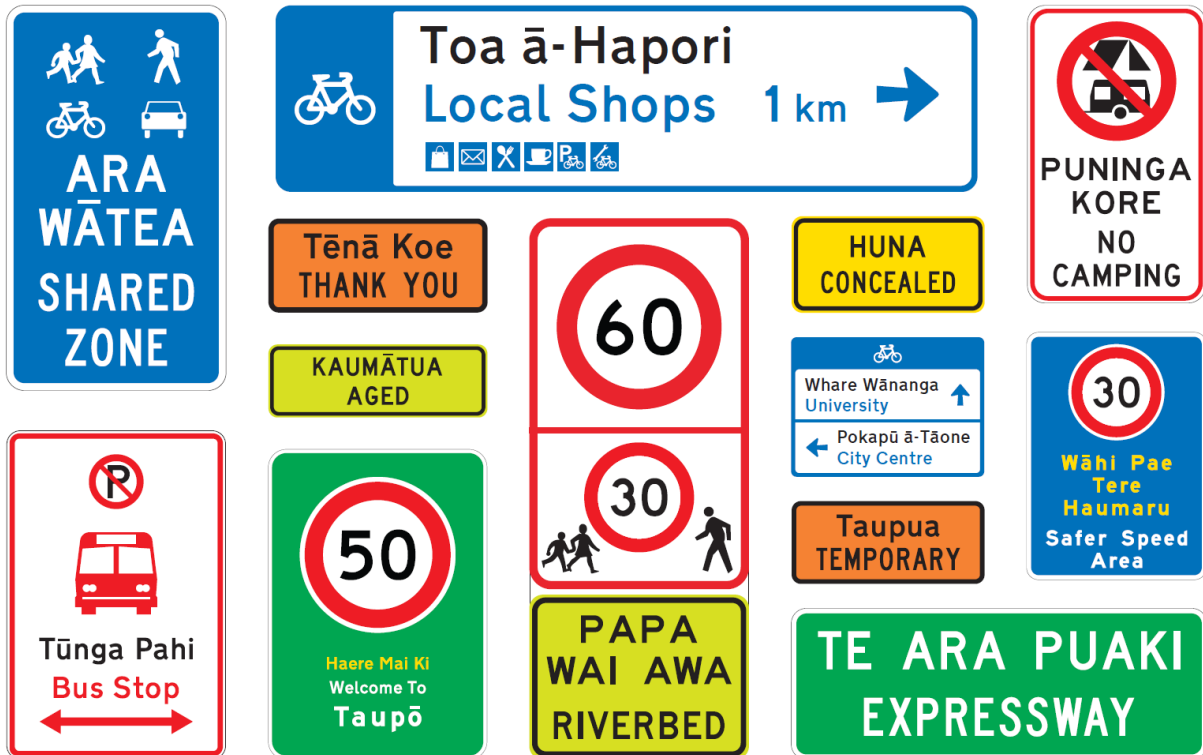 ARA
WĀTEA
SHARED
ZONE
Toa ā-Hapori
Local Shops 1 km
P
PUNINGA
KORE
NO
CAMPING
Tēnā Koe
THANK YOU
KAUMĀTUA
AGED
60
30
HUNA
CONCEALED
Whare Wānanga
University
Pokapū ā-Tāone
City Centre
30
Wāhi Pae
Tere
Haumaru
Safer Speed
Area
P
Tūnga Pahi
Bus Stop
50
Haere Mai Ki
Welcome To
Taupō
PAPA
WAI AWA
RIVERBED
Taupua
TEMPORARY
TE ARA PUAKI
EXPRESSWAY